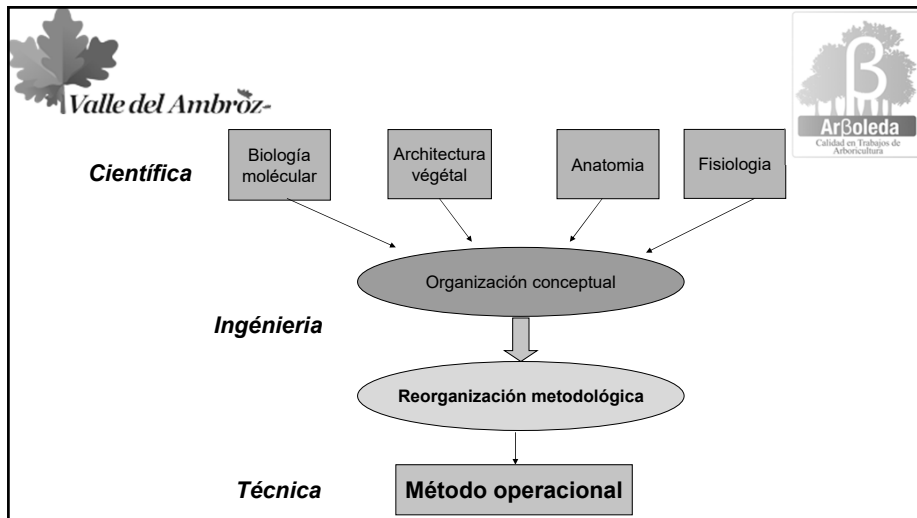 Valle del Ambroz-
β
ArBoleda
Calidad en Trabajos de
Arboricultura
Científica
Biología
molécular
Architectura
végétal
Anatomia
Fisiologia
Organización conceptual
Ingénieria
Reorganización metodológica
Técnica
Método operacional